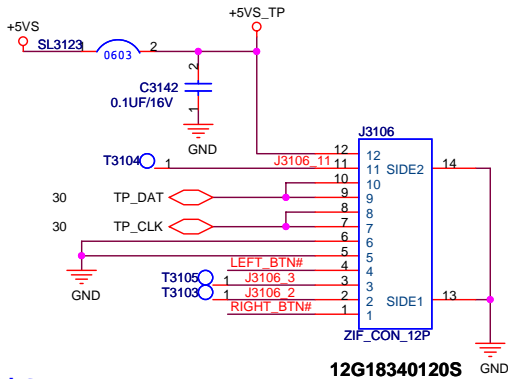 +5VS_TP
+5VS
SL3123
0603
2
2
C3142
0.1UF/16V
1
GND
J3106
12
12
T3104
1
J3106_11
11
11
SIDE2
14
10
10
30
TP_DAT
9
9
8
8
30
TP_CLK
7
7
6
6
5
5
LEFT_BTN#
4
4
T3105
1
J3106_3
3
3
GND
T3103
1
J3106_2
2
2
SIDE1
13
RIGHT_BTN#
1
1
ZIF_CON_12P
GND
12G18340120S